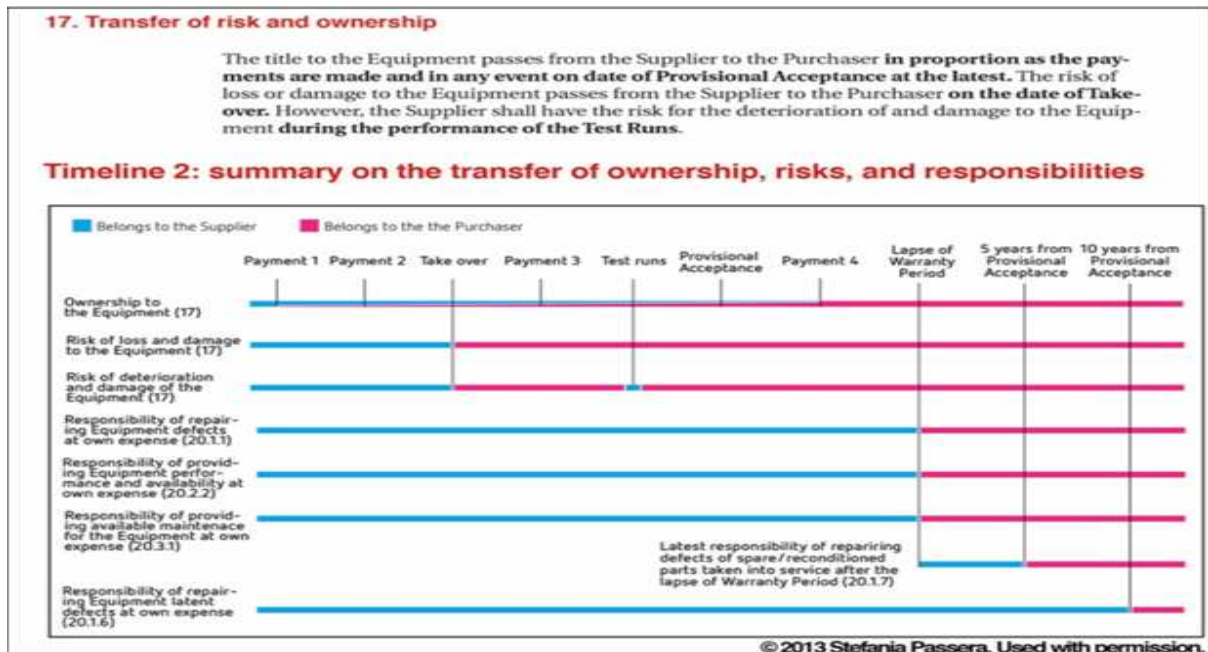 17. Transfer of risk and ownership
The title to the Equipment passes from the Supplier to the Purchaser in proportion as the pay-
ments are made and in any event on date of Provisional Acceptance at the latest. The risk of
loss or damage to the Equipment passes from the Supplier to the Purchaser on the date of Take-
over. However, the Supplier shall have the risk for the deterioration of and damage to the Equip-
ment during the performance of the Test Runs.
Timeline 2: summary on the transfer of ownership, risks, and responsibilities
Belongs to the Supplier
Belongs to the the Purchaser
Payment 1
Payment 2
Take over
Payment 3
Test runs
Provisional
Acceptance
Payment 4
Lapse of
Warranty
Period
5 years from
Provisional
Acceptance
10 years from
Provisional
Acceptance
Ownership to
the Equipment (17)
Risk of loss and damage
to the Equipment (17)
Risk of deterioration
and damage of the
Equipment (17)
Responsibility of repair-
ing Equipment defects
at own expense (20.1.1)
Responsibility of provid-
ing Equipment perfor-
mance and availability at
own expense (20.2.2)
Responsibility of provid-
ing available maintenace
for the Equipment at own
expense (20.3.1)
Latest responsibility of repairiring
defects of spare/reconditioned
parts taken into service after the
lapse of Warranty Period (20.1.7)
Responsibility of repair-
ing Equipment latent
defects at own expense
(20.1.6)
© 2013 Stefania Passera. Used with permission.